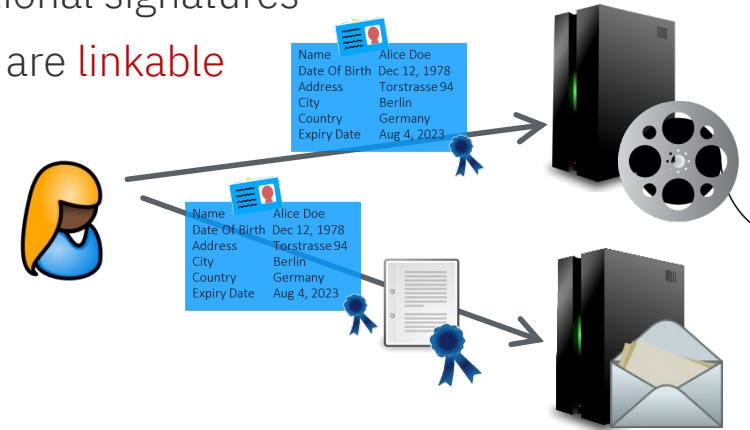 tional signatures
are linkable
Name Alice Doe
Date Of Birth Dec 12, 1978
Address Torstrasse 94
City Berlin
Country Germany
Expiry Date Aug 4, 2023
Name Alice Doe
Date Of Birth Dec 12, 1978
Address Torstrasse 94
City Berlin
Country Germany
Expiry Date Aug 4, 2023